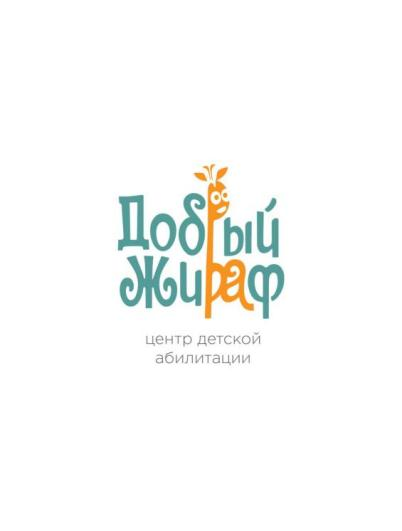 Добрый
Жираф
центр детской
абилитации